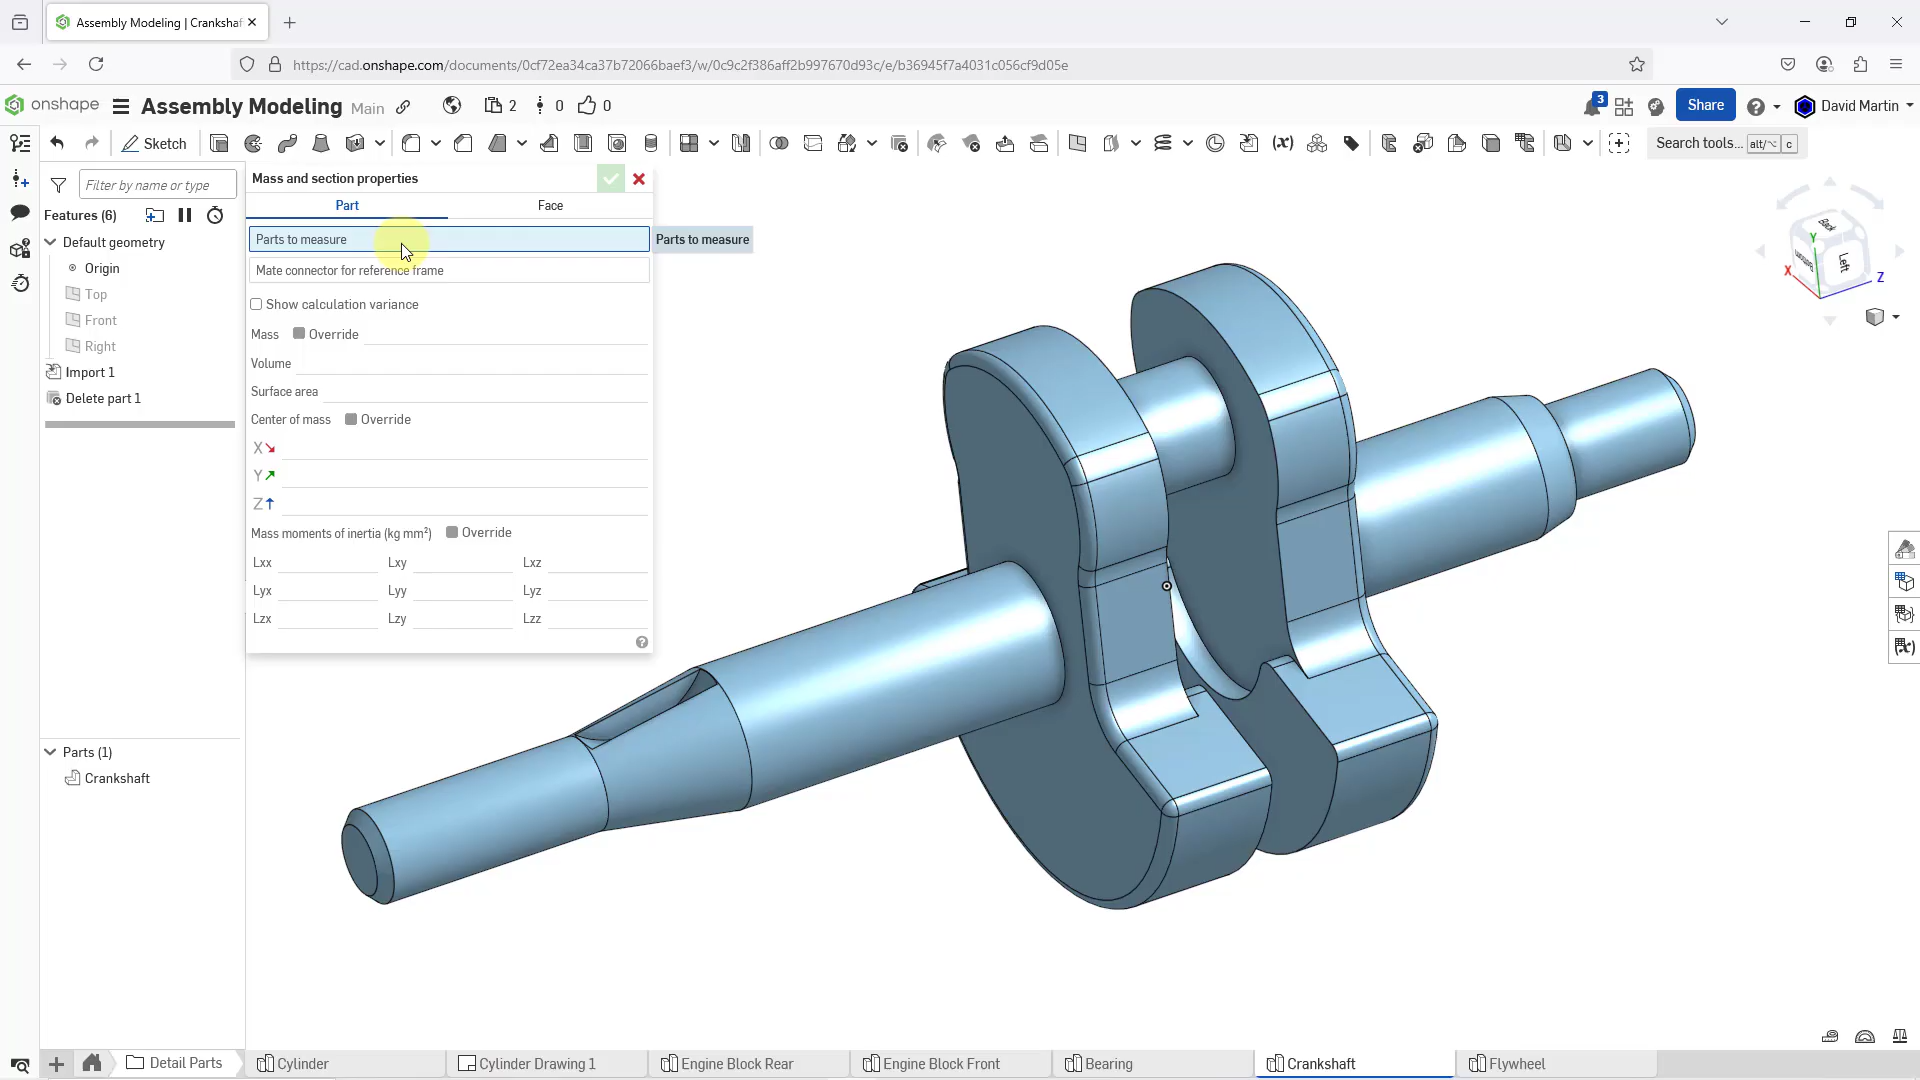 Assembly Modeling | Crankshaf
https://cad.onshape.com/documents/0cf72ea34ca37b72066baef3/w/0c9c2f386aff2b997670d93c/e/b36945f7a4031c056cf9d05e
onshape
Assembly Modeling Main
2
0
0
3
Share
David Martin
Sketch
Search tools... alt/⌥ c
Filter by name or type
Features (6)
Default geometry
Origin
Top
Front
Right
Import 1
Delete part 1
Parts (1)
Crankshaft
Mass and section properties
Part
Face
Parts to measure
Parts to measure
Mate connector for reference frame
Show calculation variance
Mass Override
Volume
Surface area
Center of mass Override
X
Y
Z
Mass moments of inertia (kg mm²) Override
Lxx Lxy Lxz
Lyx Lyy Lyz
Lzx Lzy Lzz
Back
Bottom
Left
Y
X
Z
Detail Parts
Cylinder
Cylinder Drawing 1
Engine Block Rear
Engine Block Front
Bearing
Crankshaft
Flywheel